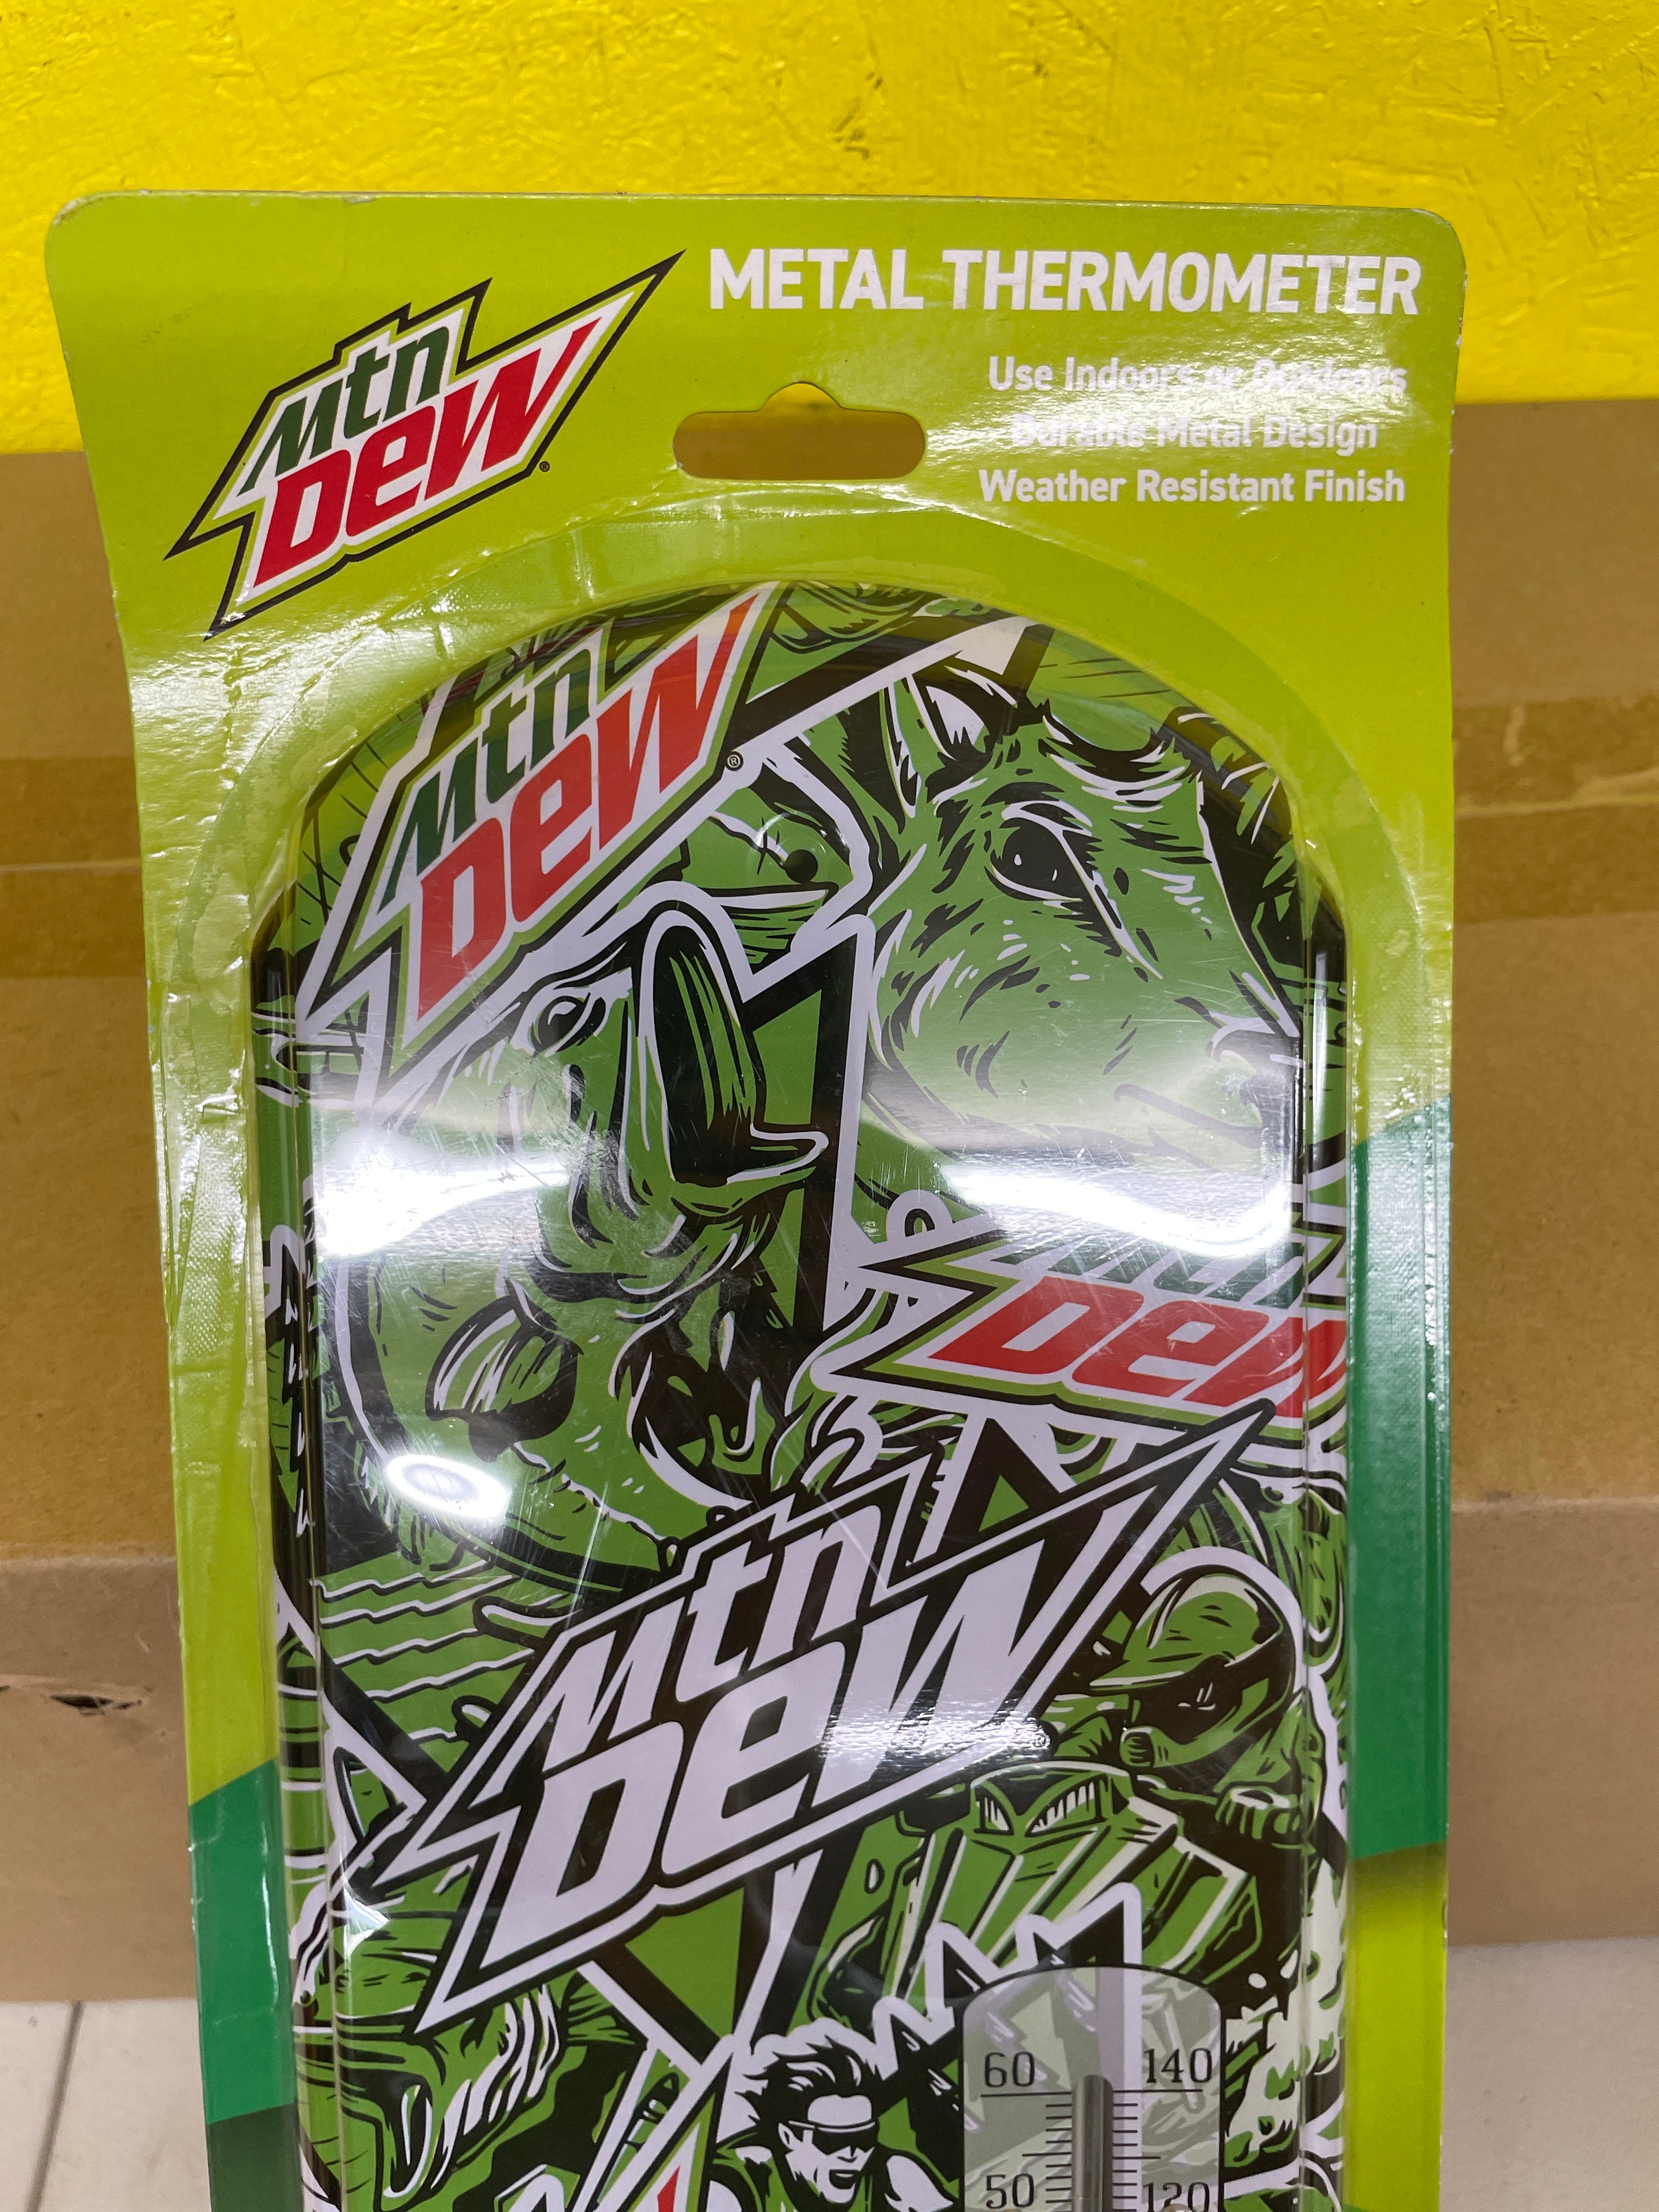 METAL THERMOMETER
Mtn
Dew
Use Indoors or Outdoors
Durable Metal Design
Weather Resistant Finish
Mtn
Dew
®
Mtn
Dew
Mtn
Dew
60 140
50 120